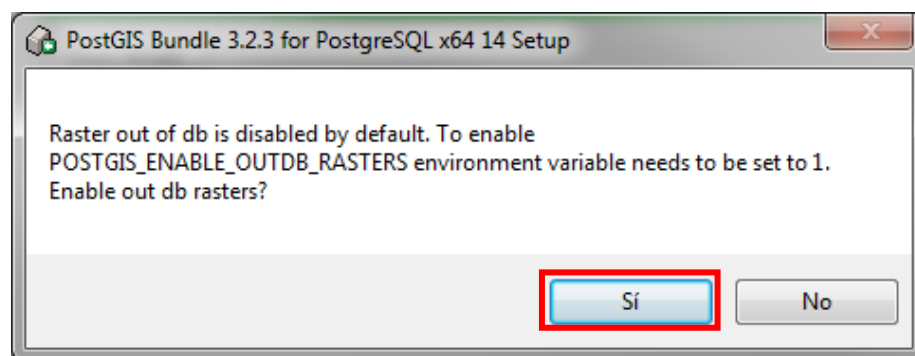 PostGIS Bundle 3.2.3 for PostgreSQL x64 14 Setup
Raster out of db is disabled by default. To enable
POSTGIS_ENABLE_OUTDB_RASTERS environment variable needs to be set to 1.
Enable out db rasters?
Sí
No